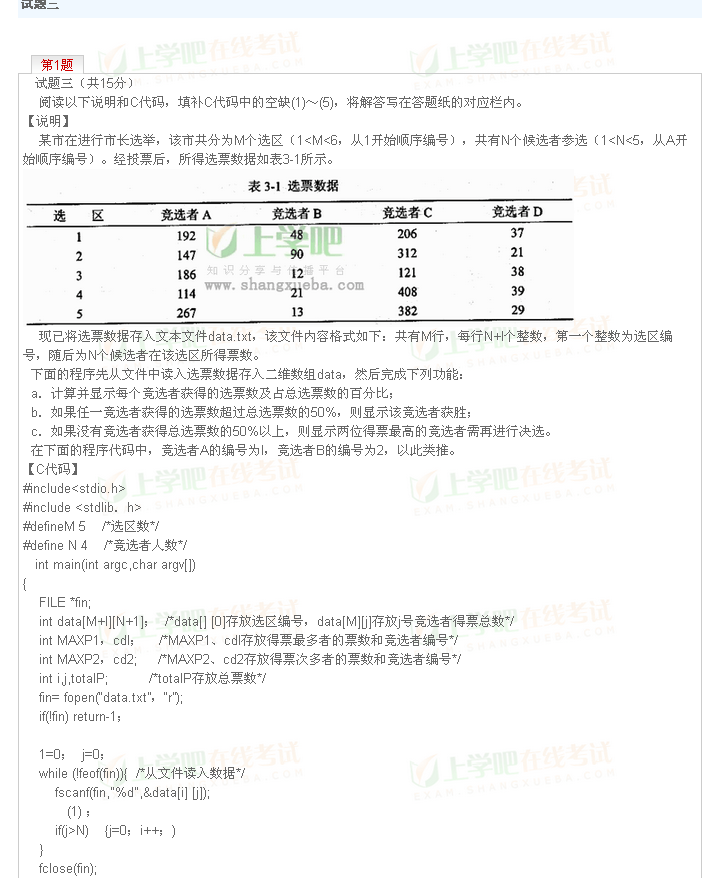 试题三
第1题
试题三（共15分）
阅读以下说明和C代码，填补C代码中的空缺(1)～(5)，将解答写在答题纸的对应栏内。
【说明】
某市在进行市长选举，该市共分为M个选区（1<M<6，从1开始顺序编号），共有N个候选者参选（1<N<5，从A开
始顺序编号）。经投票后，所得选票数据如表3-1所示。
表 3-1 选票数据
选 区 竞选者 A 竞选者 B 竞选者 C 竞选者 D
1 192 48 206 37
2 147 90 312 21
3 186 12 121 38
4 114 21 408 39
5 267 13 382 29
上学吧
知识分享与传播平台
www.shangxueba.com
现已将选票数据存入文本文件data.txt，该文件内容格式如下：共有M行，每行N+l个整数，第一个整数为选区编
号，随后为N个候选者在该选区所得票数。
下面的程序先从文件中读入选票数据存入二维数组data，然后完成下列功能：
a．计算并显示每个竞选者获得的选票数及占总选票数的百分比；
b．如果任一竞选者获得的选票数超过总选票数的50%，则显示该竞选者获胜；
c．如果没有竞选者获得总选票数的50%以上，则显示两位得票最高的竞选者需再进行决选。
在下面的程序代码中，竞选者A的编号为l，竞选者B的编号为2，以此类推。
【C代码】
#include<stdio.h>
#include <stdlib．h>
#defineM 5 /*选区数*/
#define N 4 /*竞选者人数*/
int main(int argc,char argv[])
{
FILE *fin;
int data[M+l][N+1]； /*data[] [0]存放选区编号，data[M][j]存放j号竞选者得票总数*/
int MAXP1，cdl； /*MAXP1、cdl存放得票最多者的票数和竞选者编号*/
int MAXP2，cd2; /*MAXP2、cd2存放得票次多者的票数和竞选者编号*/
int i,j,totalP; /*totalP存放总票数*/
fin= fopen("data.txt"，"r");
if(!fin) return-1；
1=0； j=0；
while (!feof(fin)){ /*从文件读入数据*/
fscanf(fin,"%d",&data[i] [j]);
(1)；
if(j>N) {j=0；i++；)
}
fclose(fin);
上学吧在线考试
EXAM.SHANGXUEBA.COM